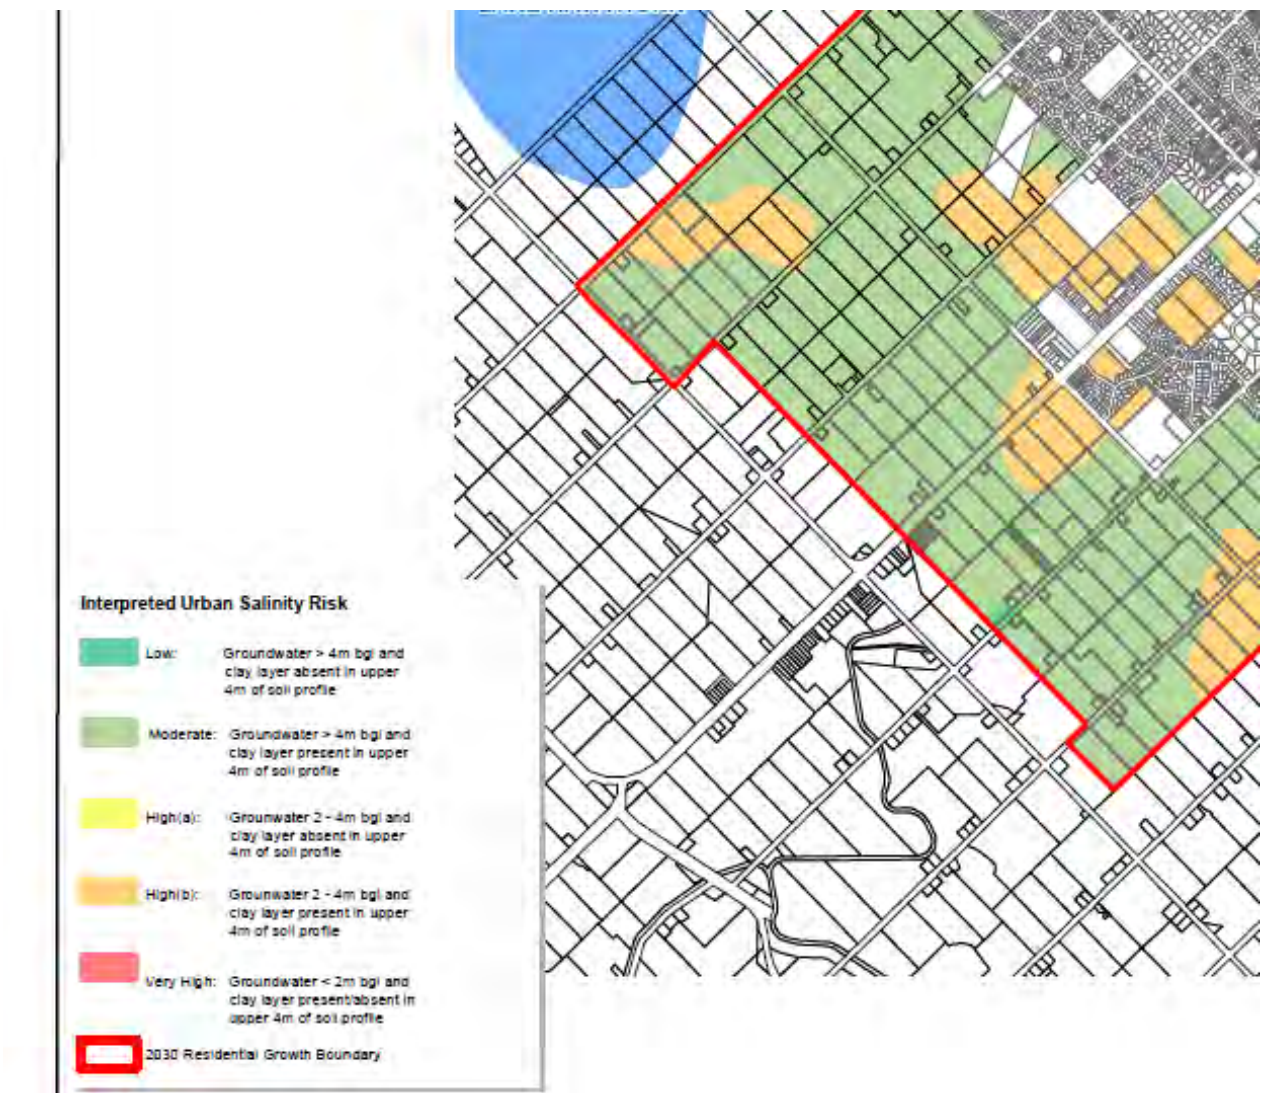 Interpreted Urban Salinity Risk
Low: Groundwater > 4m bgl and
clay layer absent in upper
4m of soil profile
Moderate: Groundwater > 4m bgl and
clay layer present in upper
4m of soil profile
High(a): Grounwater 2 - 4m bgl and
clay layer absent in upper
4m of soil profile
High(b): Grounwater 2 - 4m bgl and
clay layer present in upper
4m of soil profile
Very High: Groundwater < 2m bgl and
clay layer present/absent in
upper 4m of soil profile
2030 Residential Growth Boundary